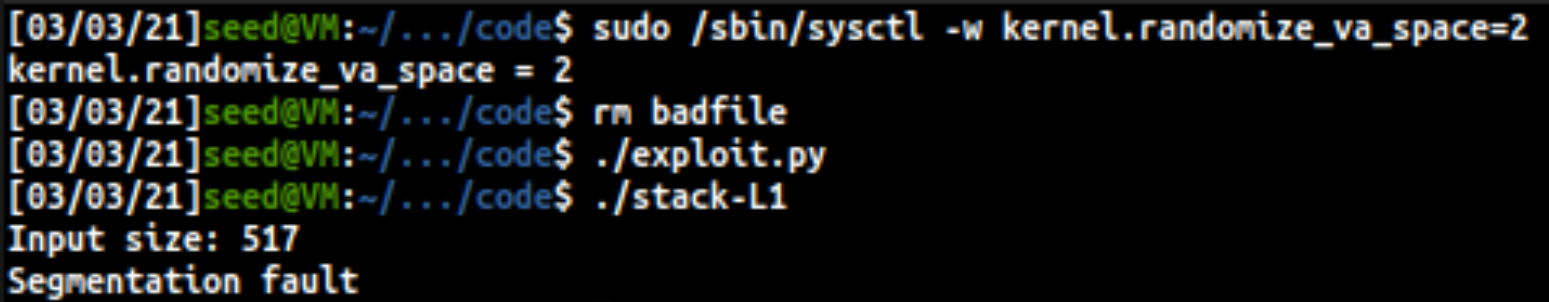 [03/03/21]seed@VM:~/.../code$ sudo /sbin/sysctl -w kernel.randomize_va_space=2
kernel.randomize_va_space = 2
[03/03/21]seed@VM:~/.../code$ rm badfile
[03/03/21]seed@VM:~/.../code$ ./exploit.py
[03/03/21]seed@VM:~/.../code$ ./stack-L1
Input size: 517
Segmentation fault